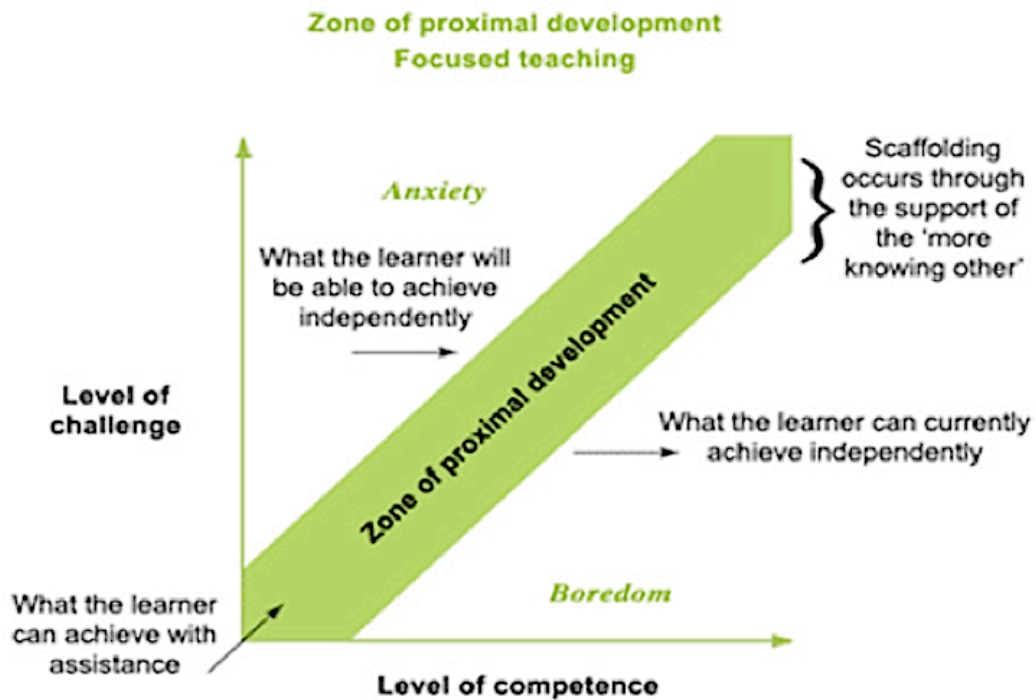 Zone of proximal development
Focused teaching
Anxiety
What the learner will
be able to achieve
independently
Scaffolding
occurs through
the support of
the ‘more
knowing other’
Zone of proximal development
Level of
challenge
What the learner can currently
achieve independently
Boredom
What the learner
can achieve with
assistance
Level of competence